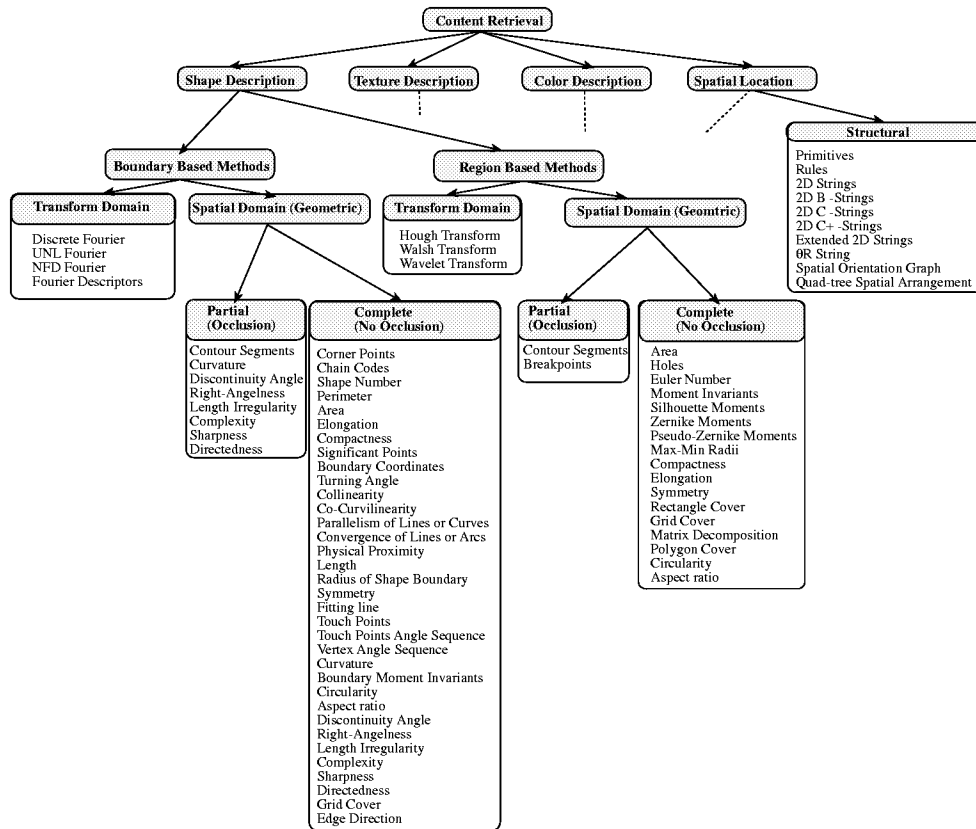 Content Retrieval
Shape Description
Texture Description
Color Description
Spatial Location
Structural
Primitives
Rules
2D Strings
2D B -Strings
2D C -Strings
2D C+ -Strings
Extended 2D Strings
θR String
Spatial Orientation Graph
Quad-tree Spatial Arrangement
Boundary Based Methods
Region Based Methods
Transform Domain
Discrete Fourier
UNL Fourier
NFD Fourier
Fourier Descriptors
Spatial Domain (Geometric)
Transform Domain
Hough Transform
Walsh Transform
Wavelet Transform
Spatial Domain (Geomtric)
Partial
(Occlusion)
Contour Segments
Curvature
Discontinuity Angle
Right-Angelness
Length Irregularity
Complexity
Sharpness
Directedness
Complete
(No Occlusion)
Corner Points
Chain Codes
Shape Number
Perimeter
Area
Elongation
Compactness
Significant Points
Boundary Coordinates
Turning Angle
Collinearity
Co-Curvilinearity
Parallelism of Lines or Curves
Convergence of Lines or Arcs
Physical Proximity
Length
Radius of Shape Boundary
Symmetry
Fitting line
Touch Points
Touch Points Angle Sequence
Vertex Angle Sequence
Curvature
Boundary Moment Invariants
Circularity
Aspect ratio
Discontinuity Angle
Right-Angelness
Length Irregularity
Complexity
Sharpness
Directedness
Grid Cover
Edge Direction
Partial
(Occlusion)
Contour Segments
Breakpoints
Complete
(No Occlusion)
Area
Holes
Euler Number
Moment Invariants
Silhouette Moments
Zernike Moments
Pseudo-Zernike Moments
Max-Min Radii
Compactness
Elongation
Symmetry
Rectangle Cover
Grid Cover
Matrix Decomposition
Polygon Cover
Circularity
Aspect ratio